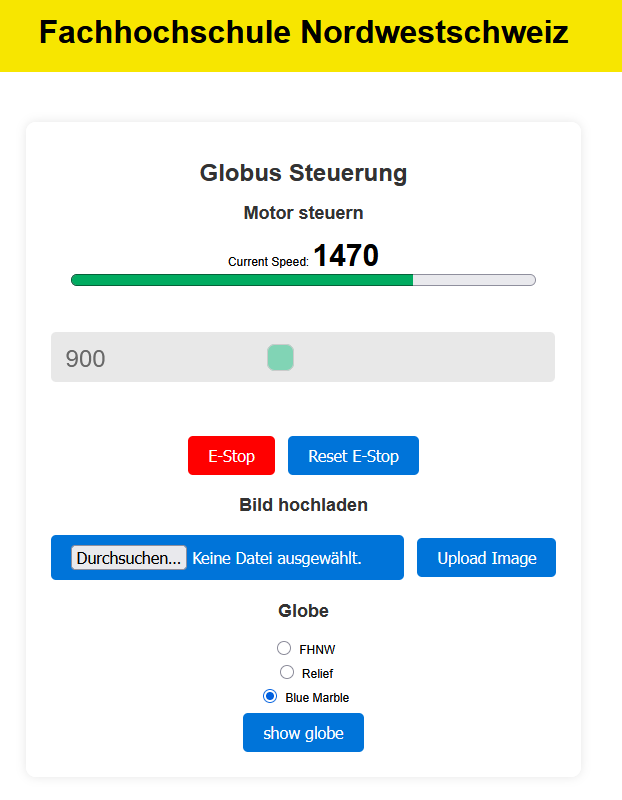 Fachhochschule Nordwestschweiz
Globus Steuerung
Motor steuern
Current Speed: 1470
900
E-Stop Reset E-Stop
Bild hochladen
Durchsuchen... Keine Datei ausgewählt. Upload Image
Globe
FHNW
Relief
Blue Marble
show globe